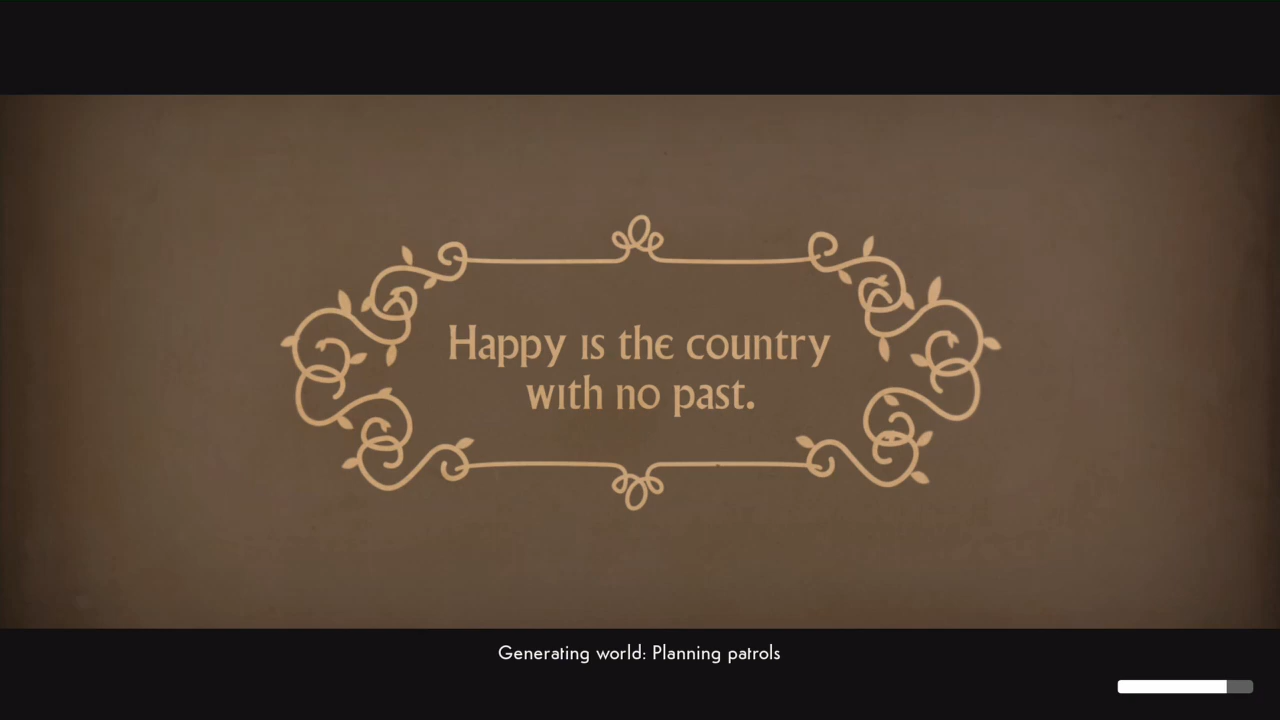 Happy is the country
with no past.
Generating world: Planning patrols